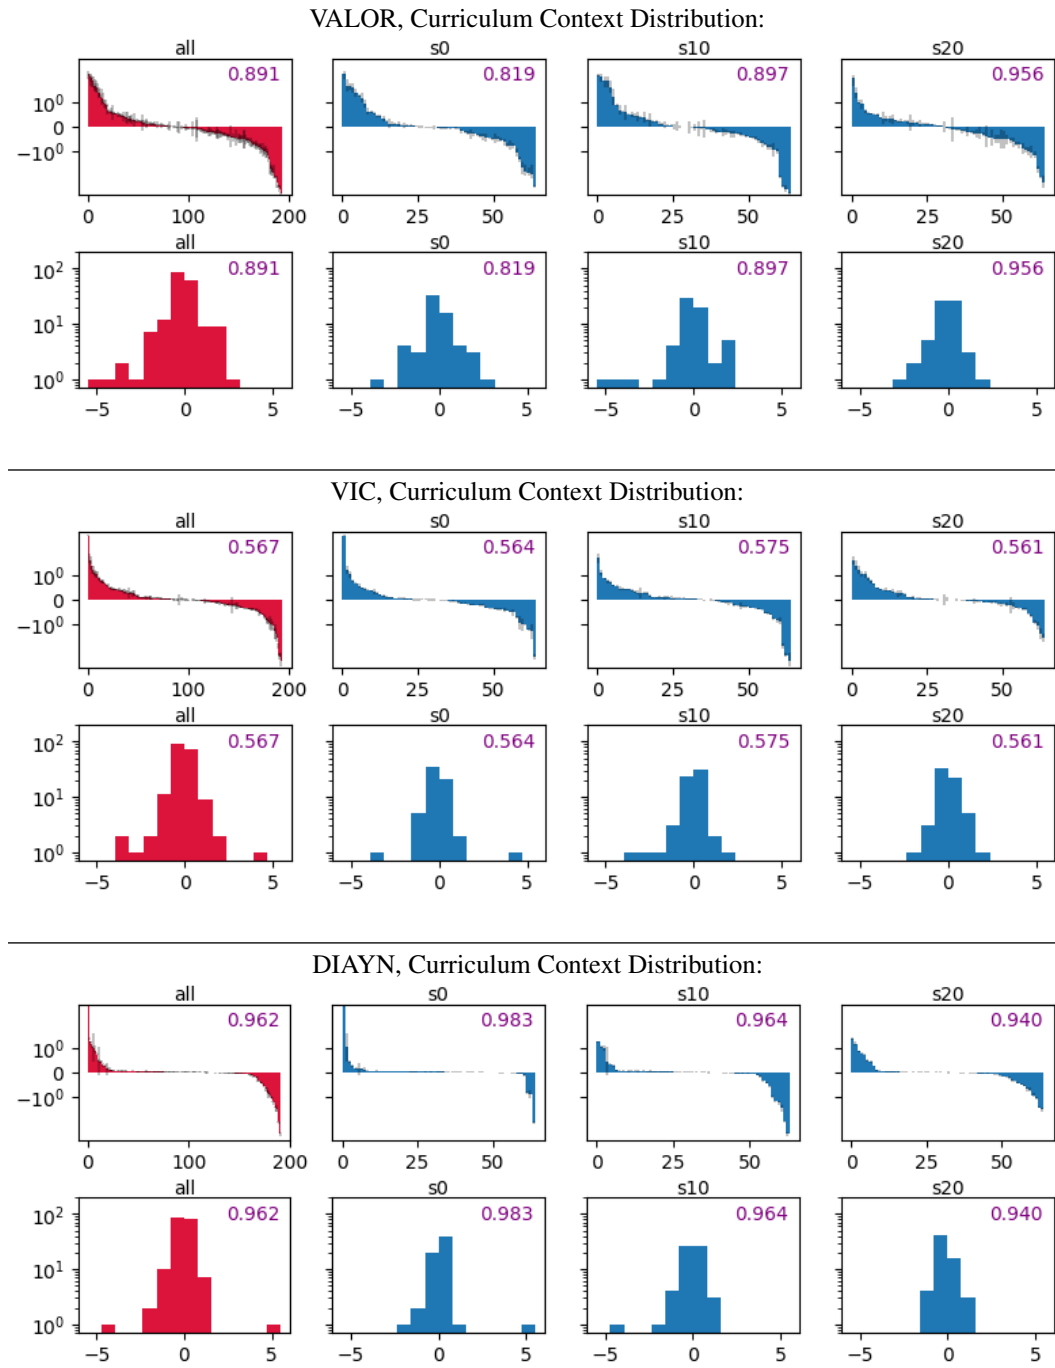 VALOR, Curriculum Context Distribution:
all s0 s10 s20
0.891 0.819 0.897 0.956
10^0
0
−10^0
0 100 200 0 50 0 25 50 0 50
all s0 s10 s20
10^2 0.891 0.819 0.897 0.956
10^1
10^0
−5 0 5 −5 0 5 −5 0 5 −5 0 5
VIC, Curriculum Context Distribution:
all s0 s10 s20
0.567 0.564 0.575 0.561
10^0
0
−10^0
0 100 200 0 50 0 25 50 0 25 50
all s0 s10 s20
10^2 0.567 0.564 0.575 0.561
10^1
10^0
−5 0 5 −5 0 5 −5 0 5 −5 0 5
DIAYN, Curriculum Context Distribution:
all s0 s10 s20
0.962 0.983 0.964 0.940
10^0
0
−10^0
0 100 200 0 50 0 50 0 50
all s0 s10 s20
10^2 0.962 0.983 0.964 0.940
10^1
10^0
−5 0 5 −5 0 5 −5 0 5 −5 0 5